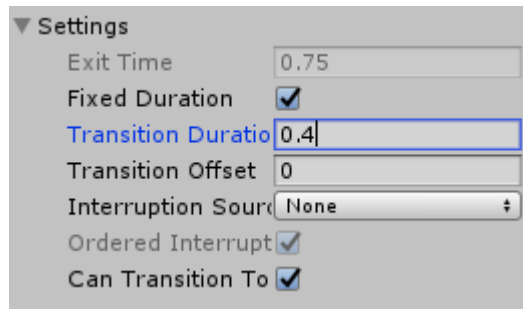 Settings
Exit Time 0.75
Fixed Duration
Transition Duratio 0.4
Transition Offset 0
Interruption Sour None
Ordered Interrupt
Can Transition To